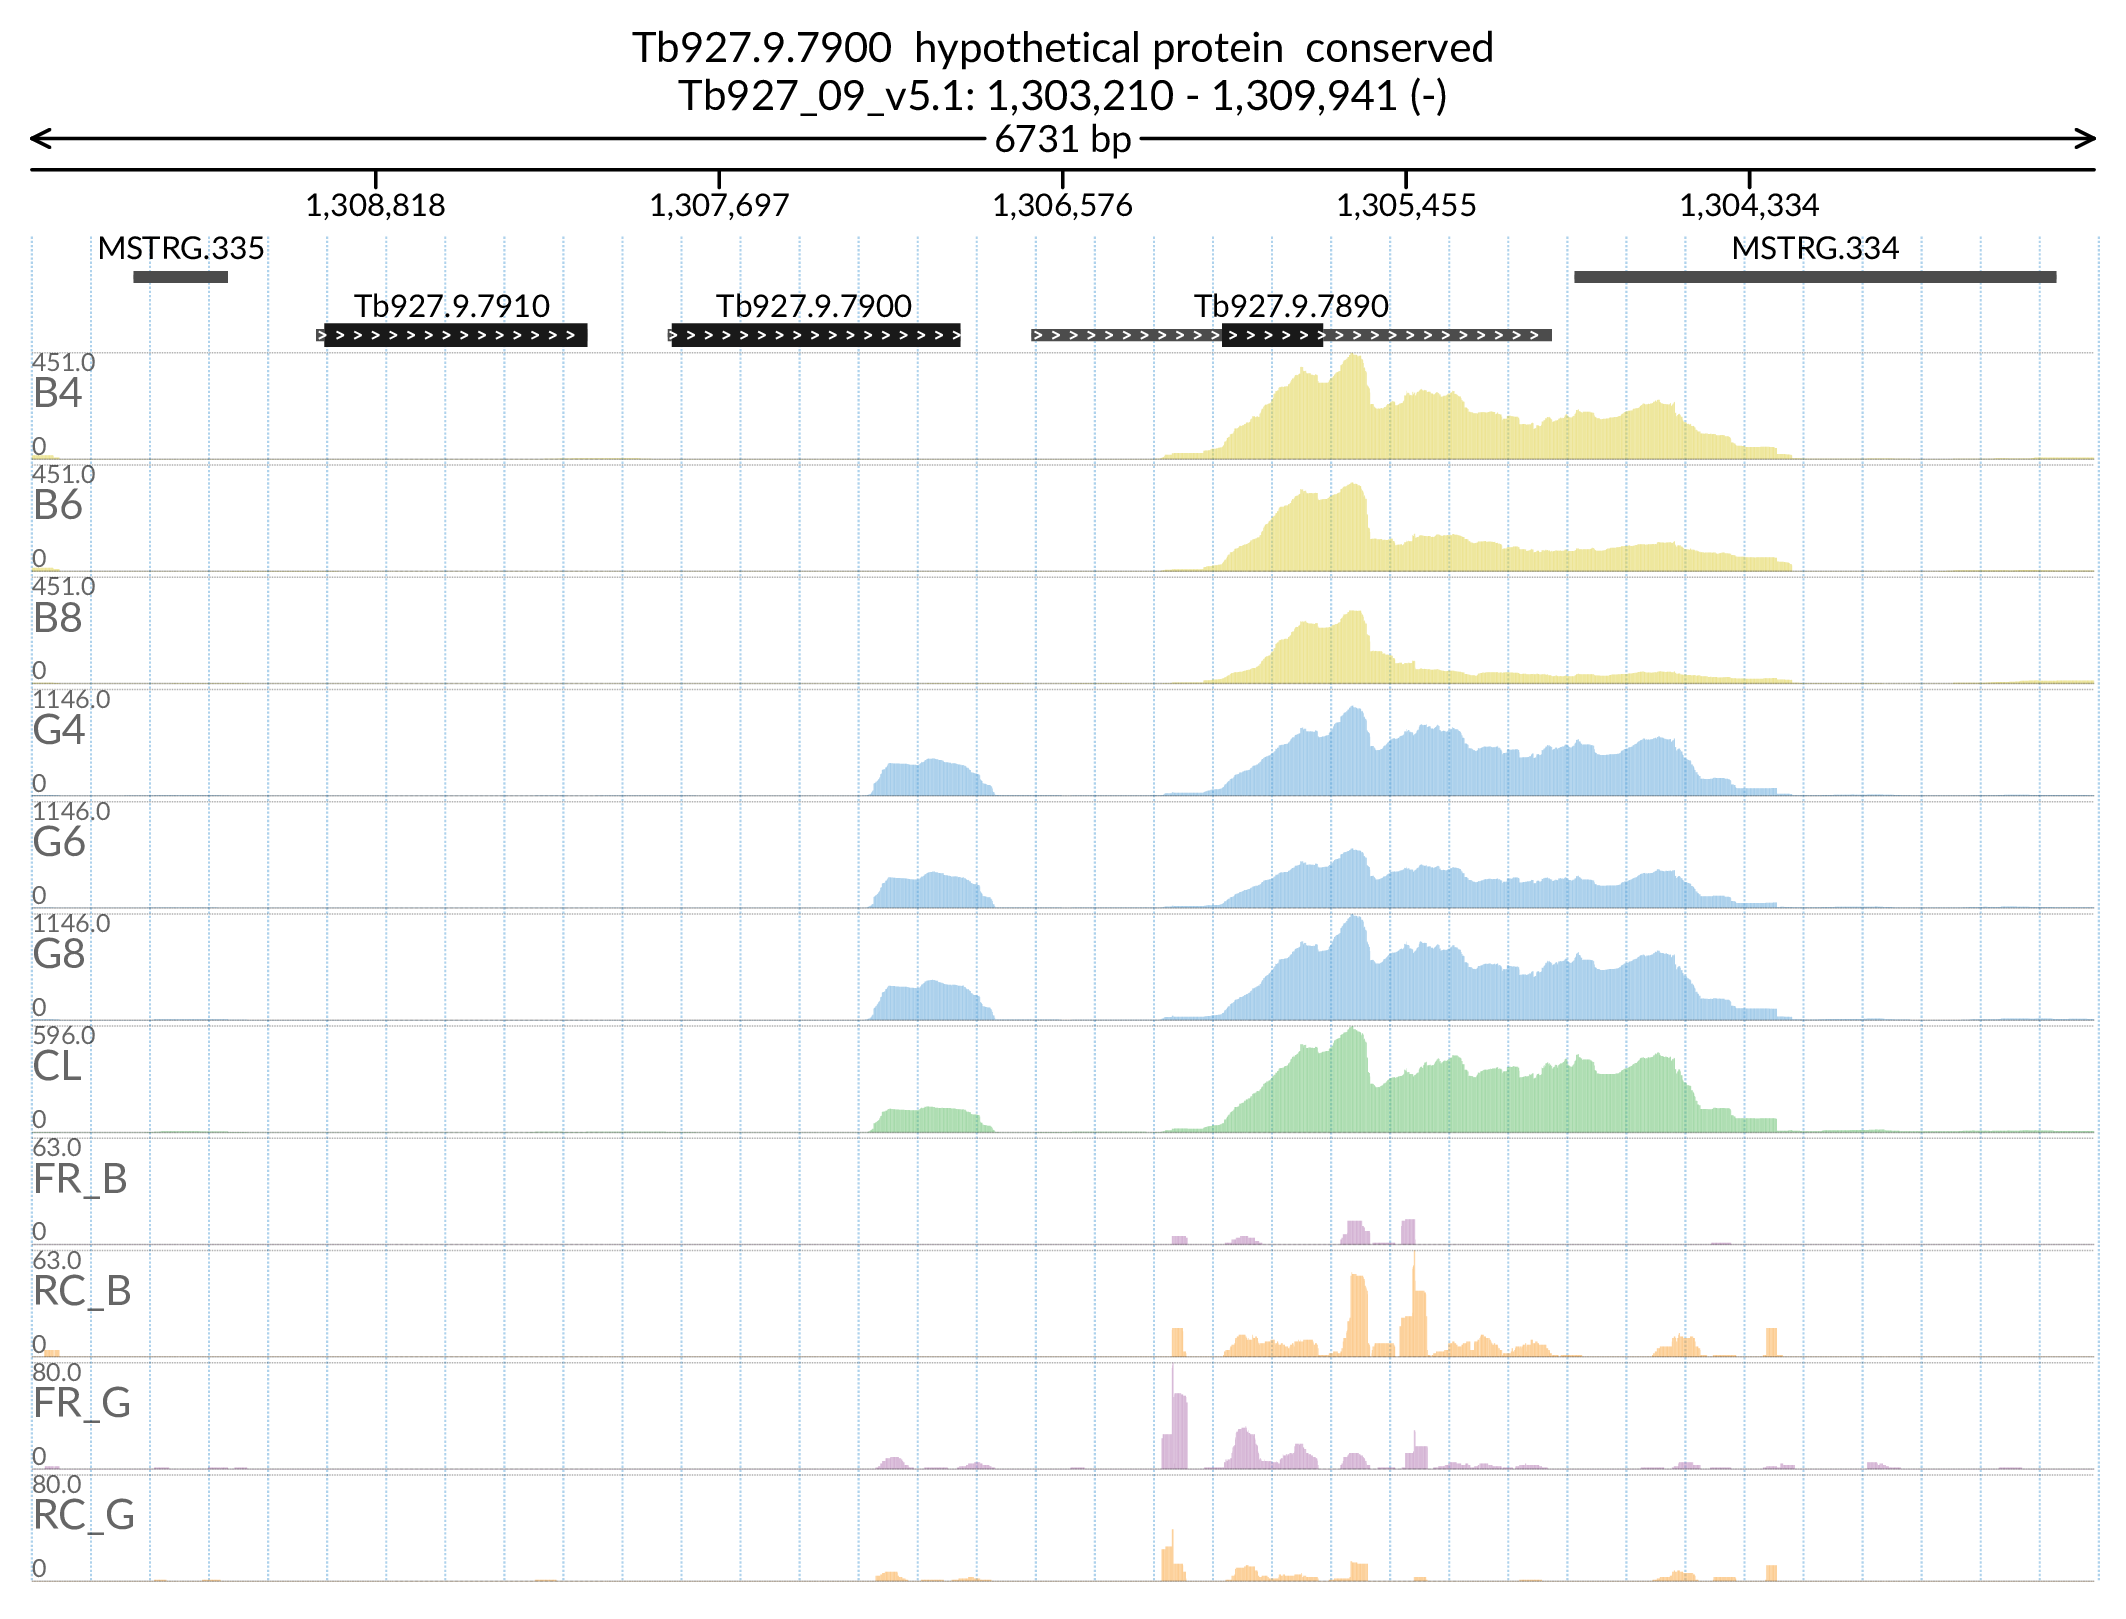 Tb927.9.7900  hypothetical protein  conserved
Tb927_09_v5.1: 1,303,210 - 1,309,941 (-)
6731 bp
1,308,818 1,307,697 1,306,576 1,305,455 1,304,334
MSTRG.335 MSTRG.334
Tb927.9.7910 Tb927.9.7900 Tb927.9.7890
451.0
B4
0
451.0
B6
0
451.0
B8
0
1146.0
G4
0
1146.0
G6
0
1146.0
G8
0
596.0
CL
0
63.0
FR_B
0
63.0
RC_B
0
80.0
FR_G
0
80.0
RC_G
0